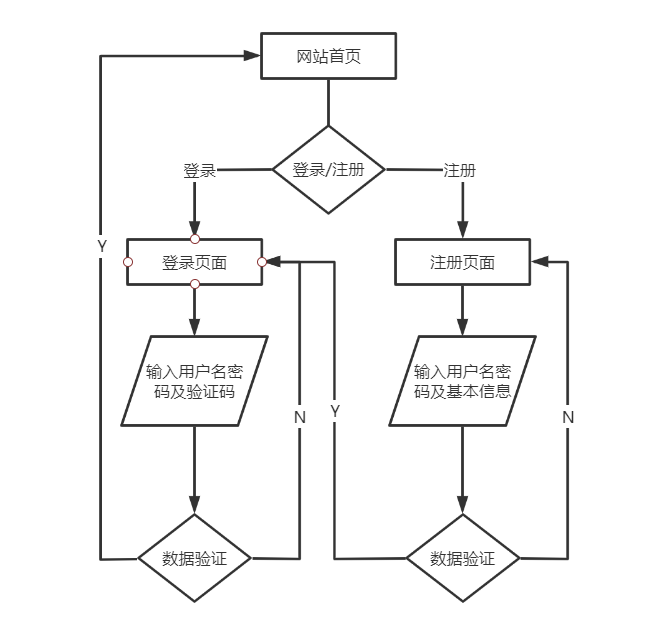 网站首页
登录/注册
登录
注册
Y
登录页面
注册页面
输入用户名密
码及验证码
输入用户名密
码及基本信息
N
Y
N
数据验证
数据验证